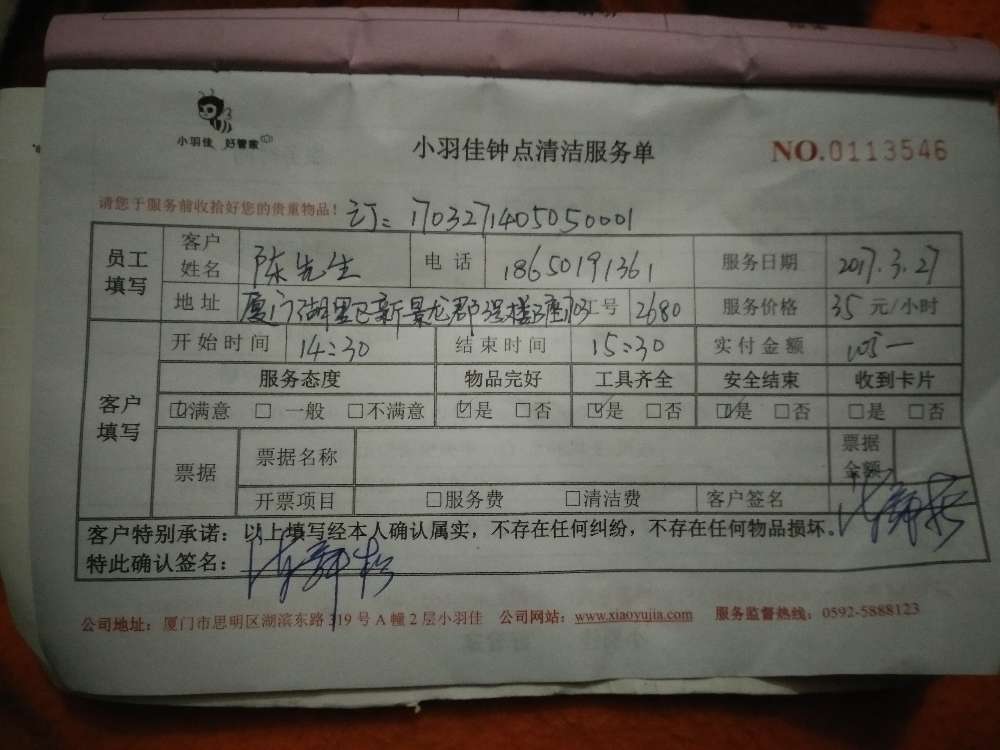 小羽佳 好管家
小羽佳钟点清洁服务单
NO.0113546
请您于服务前收拾好您的贵重物品！ 订：1703271405050001
员工填写 客户姓名 陈先生 电话 18650191361 服务日期 2017.3.27
地址 厦门湖里区新景龙郡 工号 2680 服务价格 35元/小时
客户填写 开始时间 14:30 结束时间 15:30 实付金额
服务态度 物品完好 工具齐全 安全结束 收到卡片
☑满意 □一般 □不满意 ☑是 □否 ☑是 □否 ☑是 □否 □是 □否
票据 票据名称 票据金额
开票项目 □服务费 □清洁费 客户签名
客户特别承诺：以上填写经本人确认属实，不存在任何纠纷，不存在任何物品损坏。
特此确认签名：
公司地址：厦门市思明区湖滨东路319号A幢2层小羽佳 公司网站：www.xiaoyujia.com 服务监督热线：0592-5888123